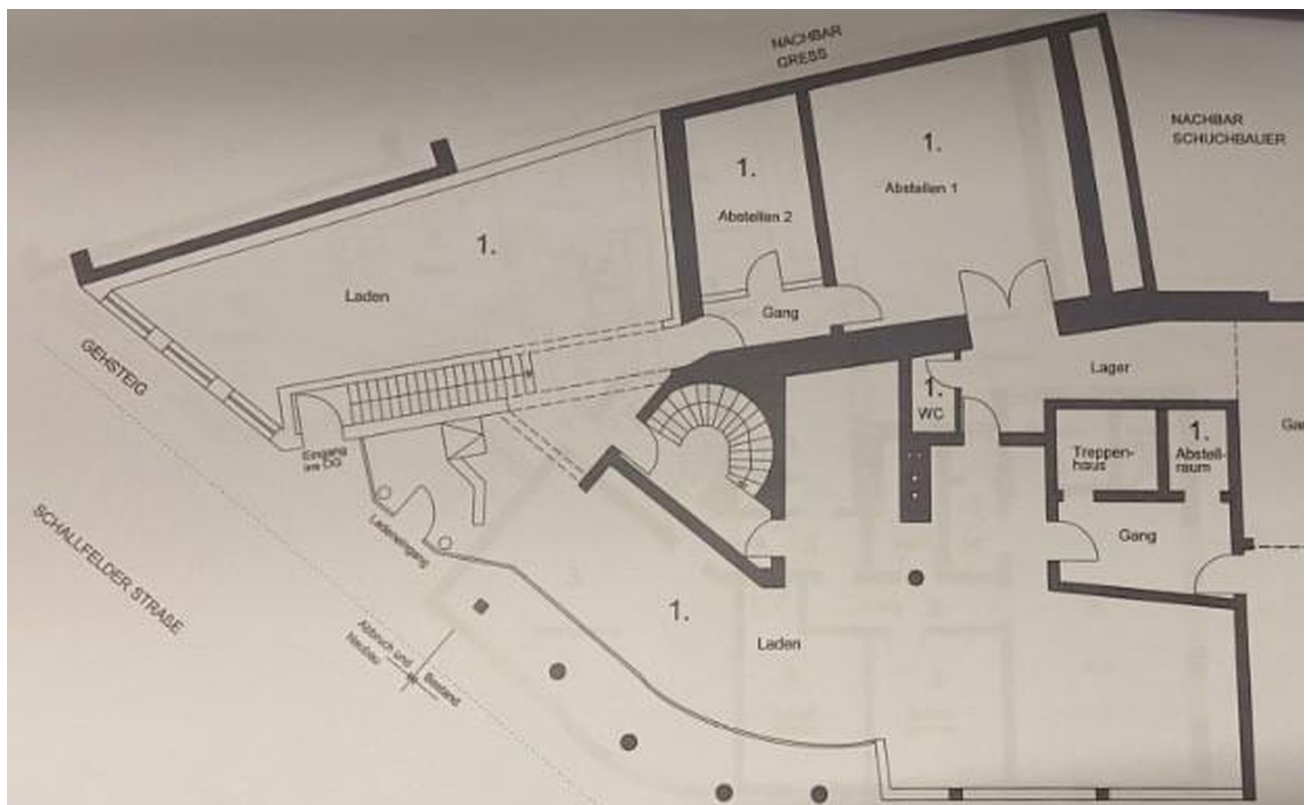 NACHBAR
GRESS
NACHBAR
SCHUCHBAUER
1.
Abstellen 1
1.
Abstellen 2
1.
Laden
Gang
GEHSTEIG
Lager
1.
WC
Treppen-
haus
1.
Abstell-
raum
Eingang
ins OG
Ladeneingang
Gang
SCHALLFELDER STRAßE
1.
Laden
Abbruch und
Neubau
Bestand